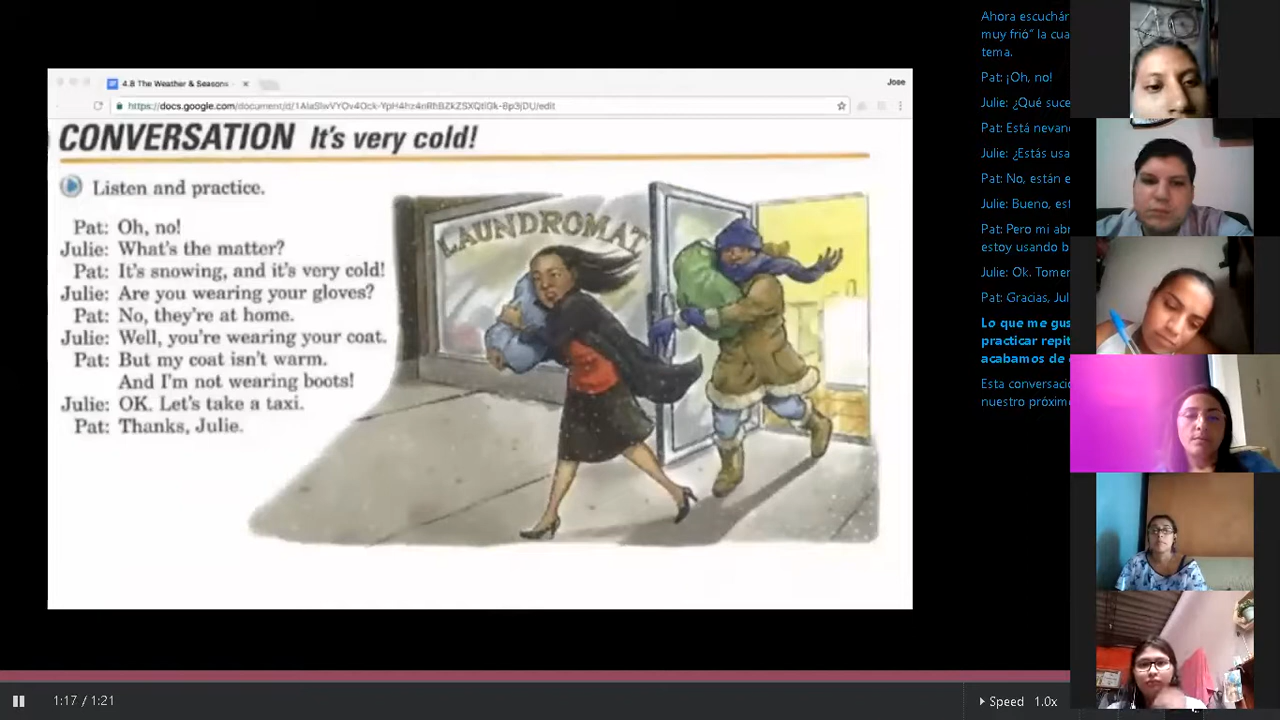 4.8 The Weather & Seasons
Jose
CONVERSATION It's very cold!
Listen and practice.
Pat: Oh, no!
Julie: What's the matter?
Pat: It's snowing, and it's very cold!
Julie: Are you wearing your gloves?
Pat: No, they're at home.
Julie: Well, you're wearing your coat.
Pat: But my coat isn't warm.
And I'm not wearing boots!
Julie: OK. Let's take a taxi.
Pat: Thanks, Julie.
LAUNDROMAT
Ahora escuchár
muy frió" la cua
tema.
Pat: ¡Oh, no!
Julie: ¿Qué suce
Pat: Está nevan
Julie: ¿Estás usa
Pat: No, están e
Julie: Bueno, es
Pat: Pero mi ab
estoy usando b
Julie: Ok. Tome
Pat: Gracias, Jul
Lo que me gus
practicar repit
acabamos de
Esta conversaci
nuestro próxim
1:17 / 1:21
Speed 1.0x